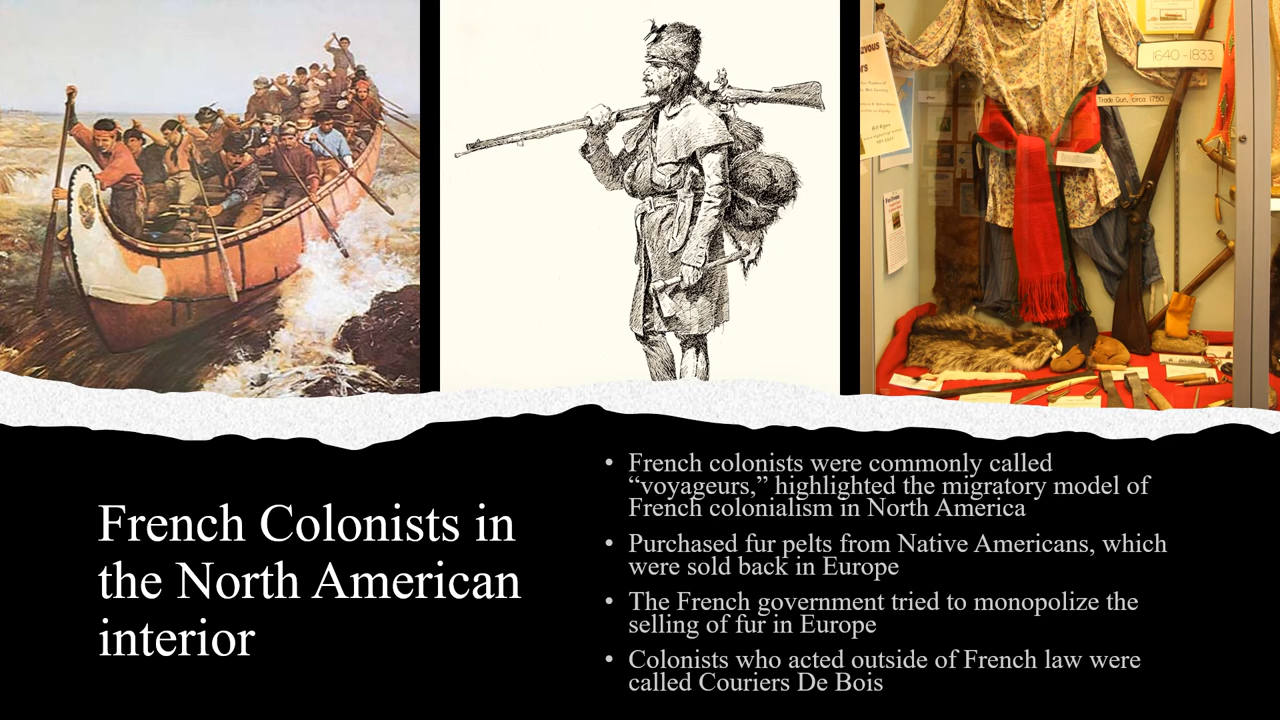 1640-1833
Trade Gun, circa 1750
French Colonists in
the North American
interior
• French colonists were commonly called
“voyageurs,” highlighted the migratory model of
French colonialism in North America
• Purchased fur pelts from Native Americans, which
were sold back in Europe
• The French government tried to monopolize the
selling of fur in Europe
• Colonists who acted outside of French law were
called Couriers De Bois